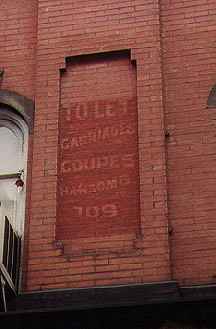 TO LET
CARRIAGES
COUPES
HANSOMS
109